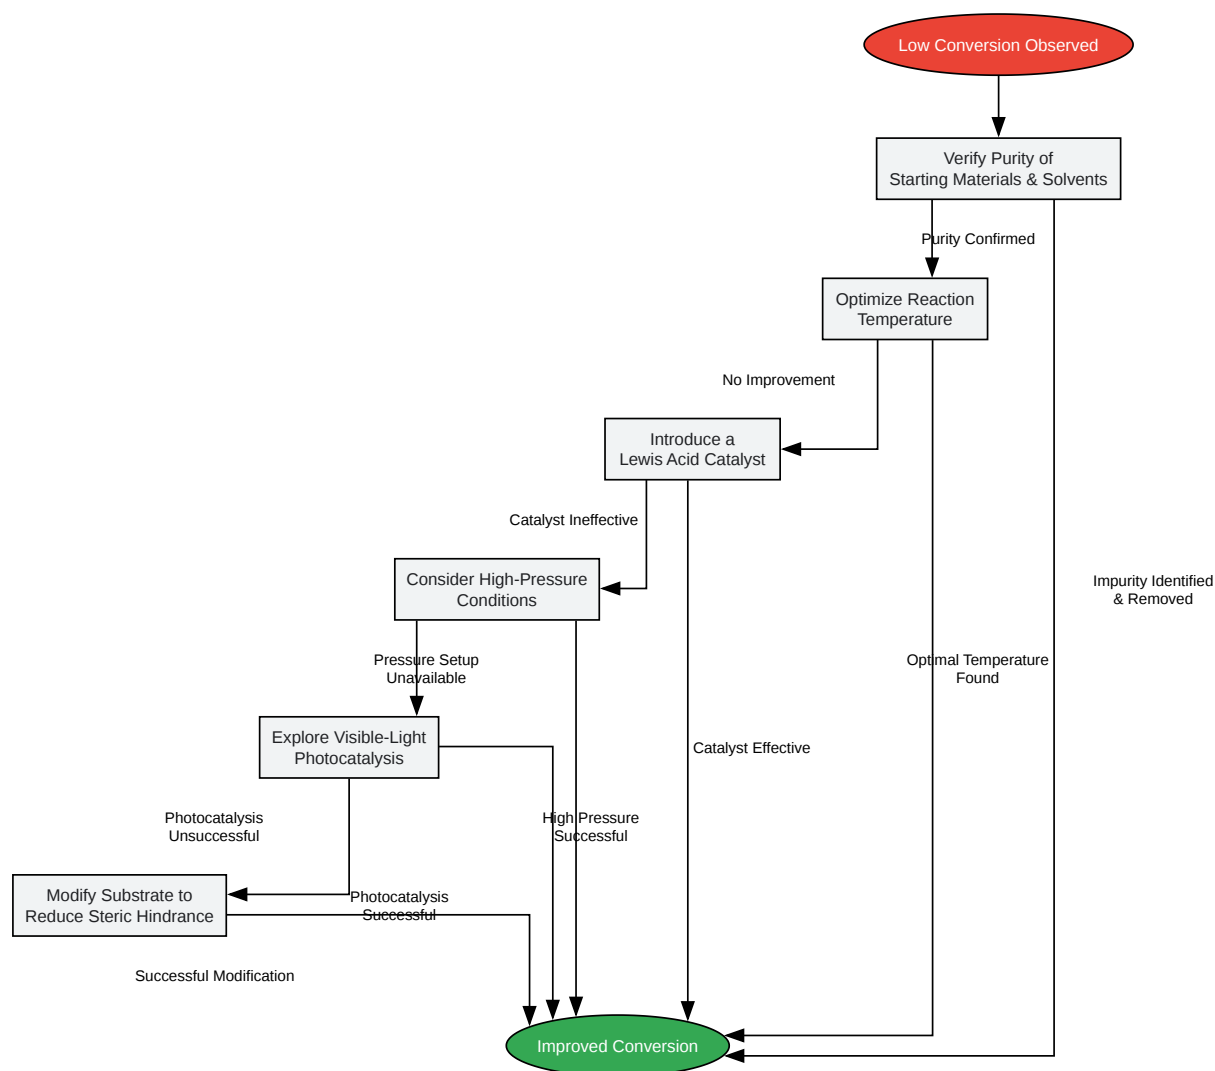 Low Conversion Observed
Verify Purity of
Starting Materials & Solvents
Purity Confirmed
Optimize Reaction
Temperature
No Improvement
Introduce a
Lewis Acid Catalyst
Catalyst Ineffective
Consider High-Pressure
Conditions
Impurity Identified
& Removed
Pressure Setup
Unavailable
Optimal Temperature
Found
Explore Visible-Light
Photocatalysis
Catalyst Effective
Photocatalysis
Unsuccessful
High Pressure
Successful
Modify Substrate to
Reduce Steric Hindrance
Photocatalysis
Successful
Successful Modification
Improved Conversion